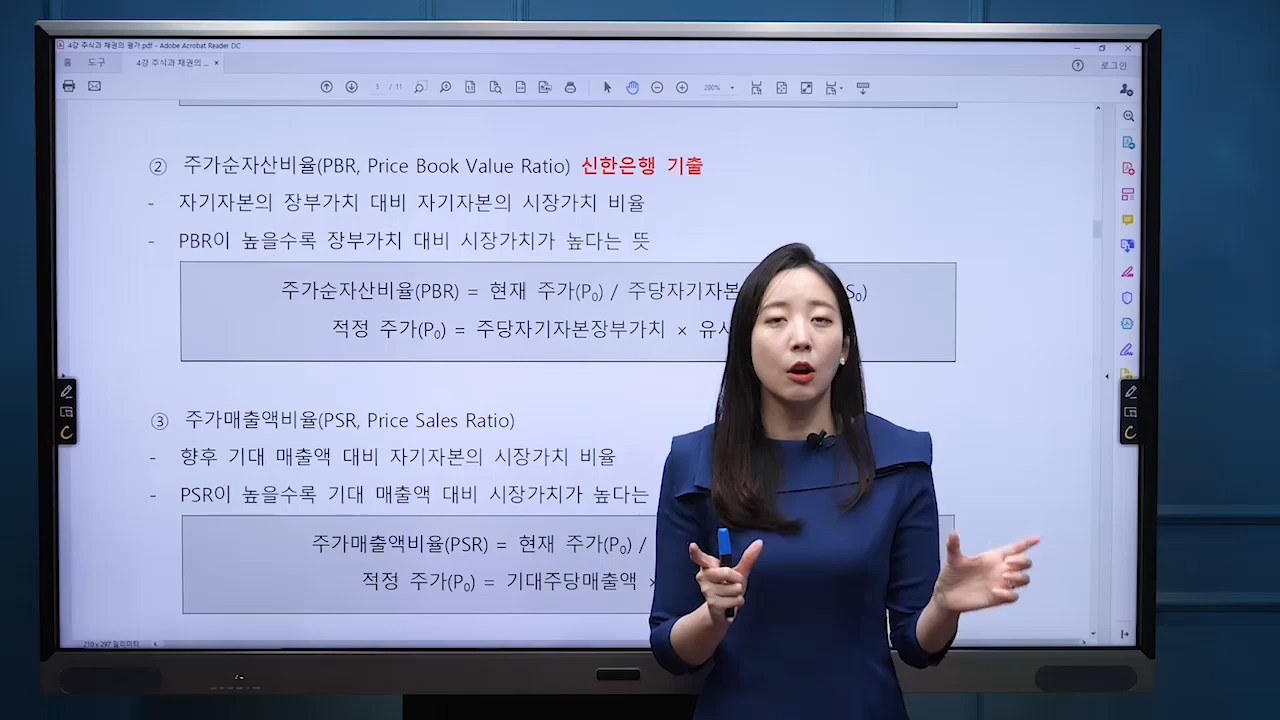 4강 주식과 채권의 평가.pdf - Adobe Acrobat Reader DC
홈 도구 4강 주식과 채권의 ... × 로그인
3 / 11 200%
② 주가순자산비율(PBR, Price Book Value Ratio) 신한은행 기출
- 자기자본의 장부가치 대비 자기자본의 시장가치 비율
- PBR이 높을수록 장부가치 대비 시장가치가 높다는 뜻
주가순자산비율(PBR) = 현재 주가(P₀) / 주당자기자본 S₀)
적정 주가(P₀) = 주당자기자본장부가치 × 유사
③ 주가매출액비율(PSR, Price Sales Ratio)
- 향후 기대 매출액 대비 자기자본의 시장가치 비율
- PSR이 높을수록 기대 매출액 대비 시장가치가 높다는
주가매출액비율(PSR) = 현재 주가(P₀) /
적정 주가(P₀) = 기대주당매출액 ×
210 x 297 밀리미터